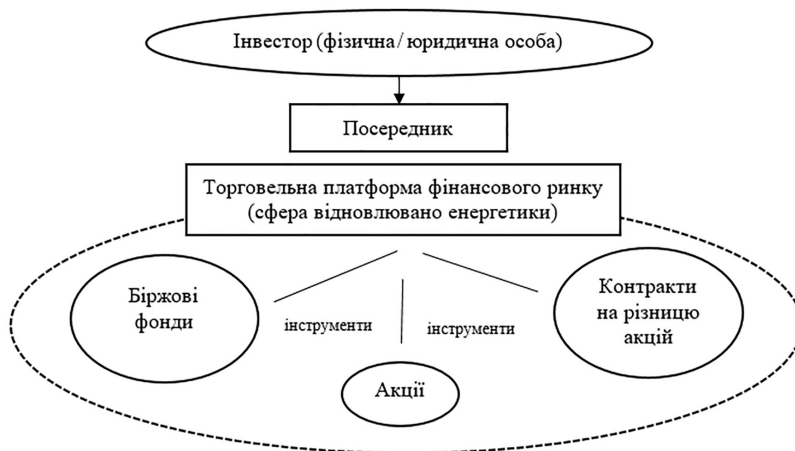 Інвестор (фізична/ юридична особа)
Посередник
Торговельна платформа фінансового ринку
(сфера відновлювано енергетики)
Біржові
фонди
інструменти
інструменти
Контракти
на різницю
акцій
Акції